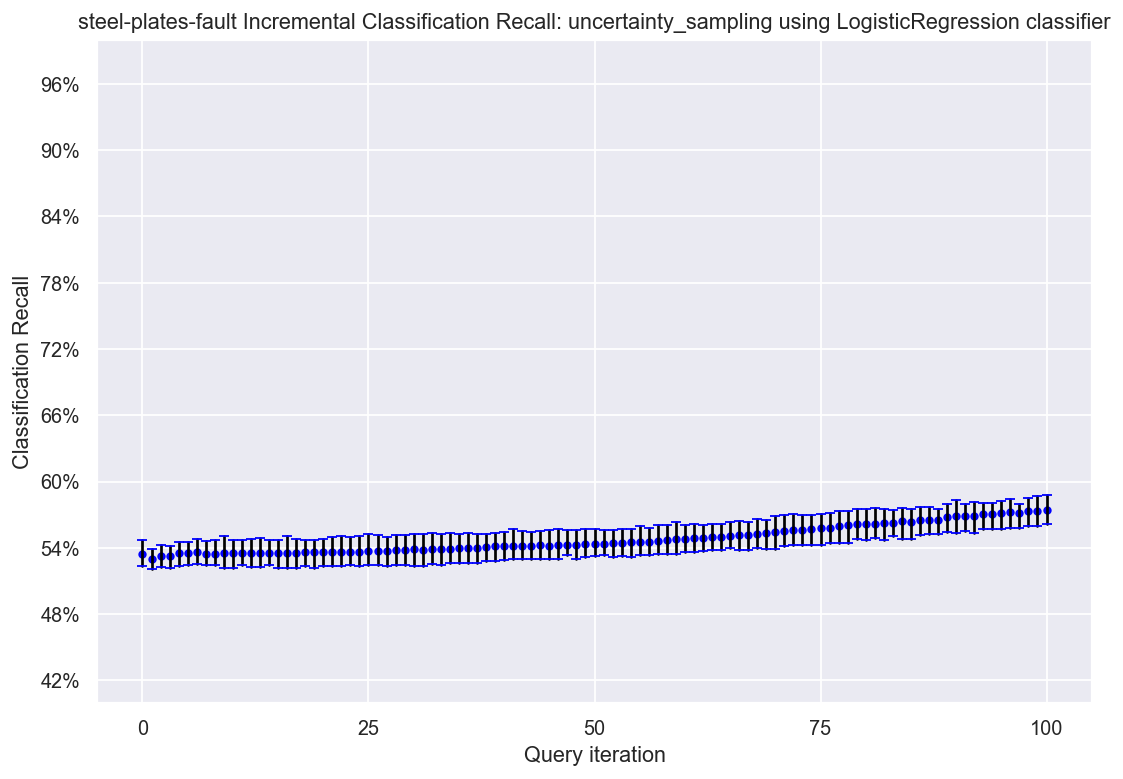 steel-plates-fault Incremental Classification Recall: uncertainty_sampling using LogisticRegression classifier
96%
90%
84%
78%
72%
66%
60%
54%
48%
42%
Classification Recall
0 25 50 75 100
Query iteration